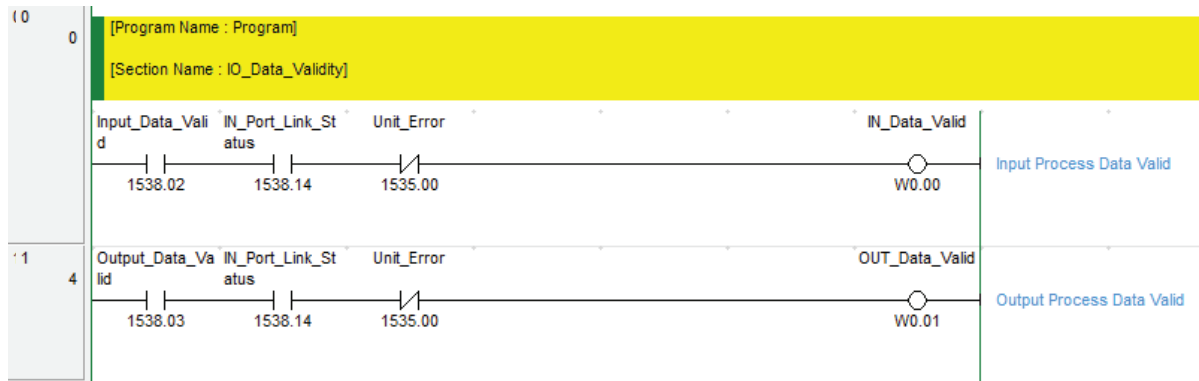 0
0
[Program Name : Program]
[Section Name : IO_Data_Validity]
Input_Data_Vali IN_Port_Link_St Unit_Error IN_Data_Valid
d atus
Input Process Data Valid
1538.02 1538.14 1535.00 W0.00
1
4
Output_Data_Va IN_Port_Link_St Unit_Error OUT_Data_Valid
lid atus
Output Process Data Valid
1538.03 1538.14 1535.00 W0.01